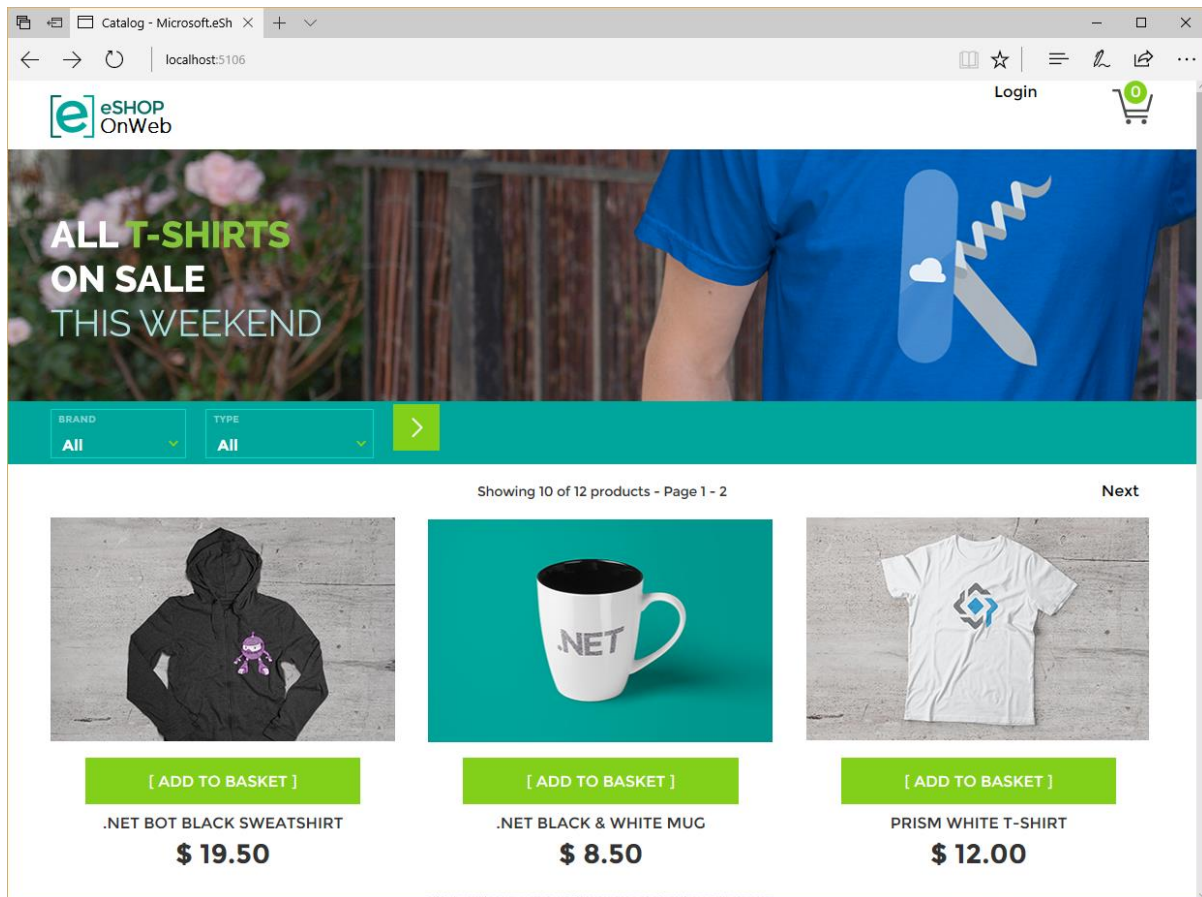 Catalog - Microsoft.eSh
localhost:5106
eSHOP
OnWeb
Login
0
ALL T-SHIRTS
ON SALE
THIS WEEKEND
BRAND
All
TYPE
All
Showing 10 of 12 products - Page 1 - 2
Next
.NET
[ ADD TO BASKET ]
[ ADD TO BASKET ]
[ ADD TO BASKET ]
.NET BOT BLACK SWEATSHIRT
.NET BLACK & WHITE MUG
PRISM WHITE T-SHIRT
$ 19.50
$ 8.50
$ 12.00